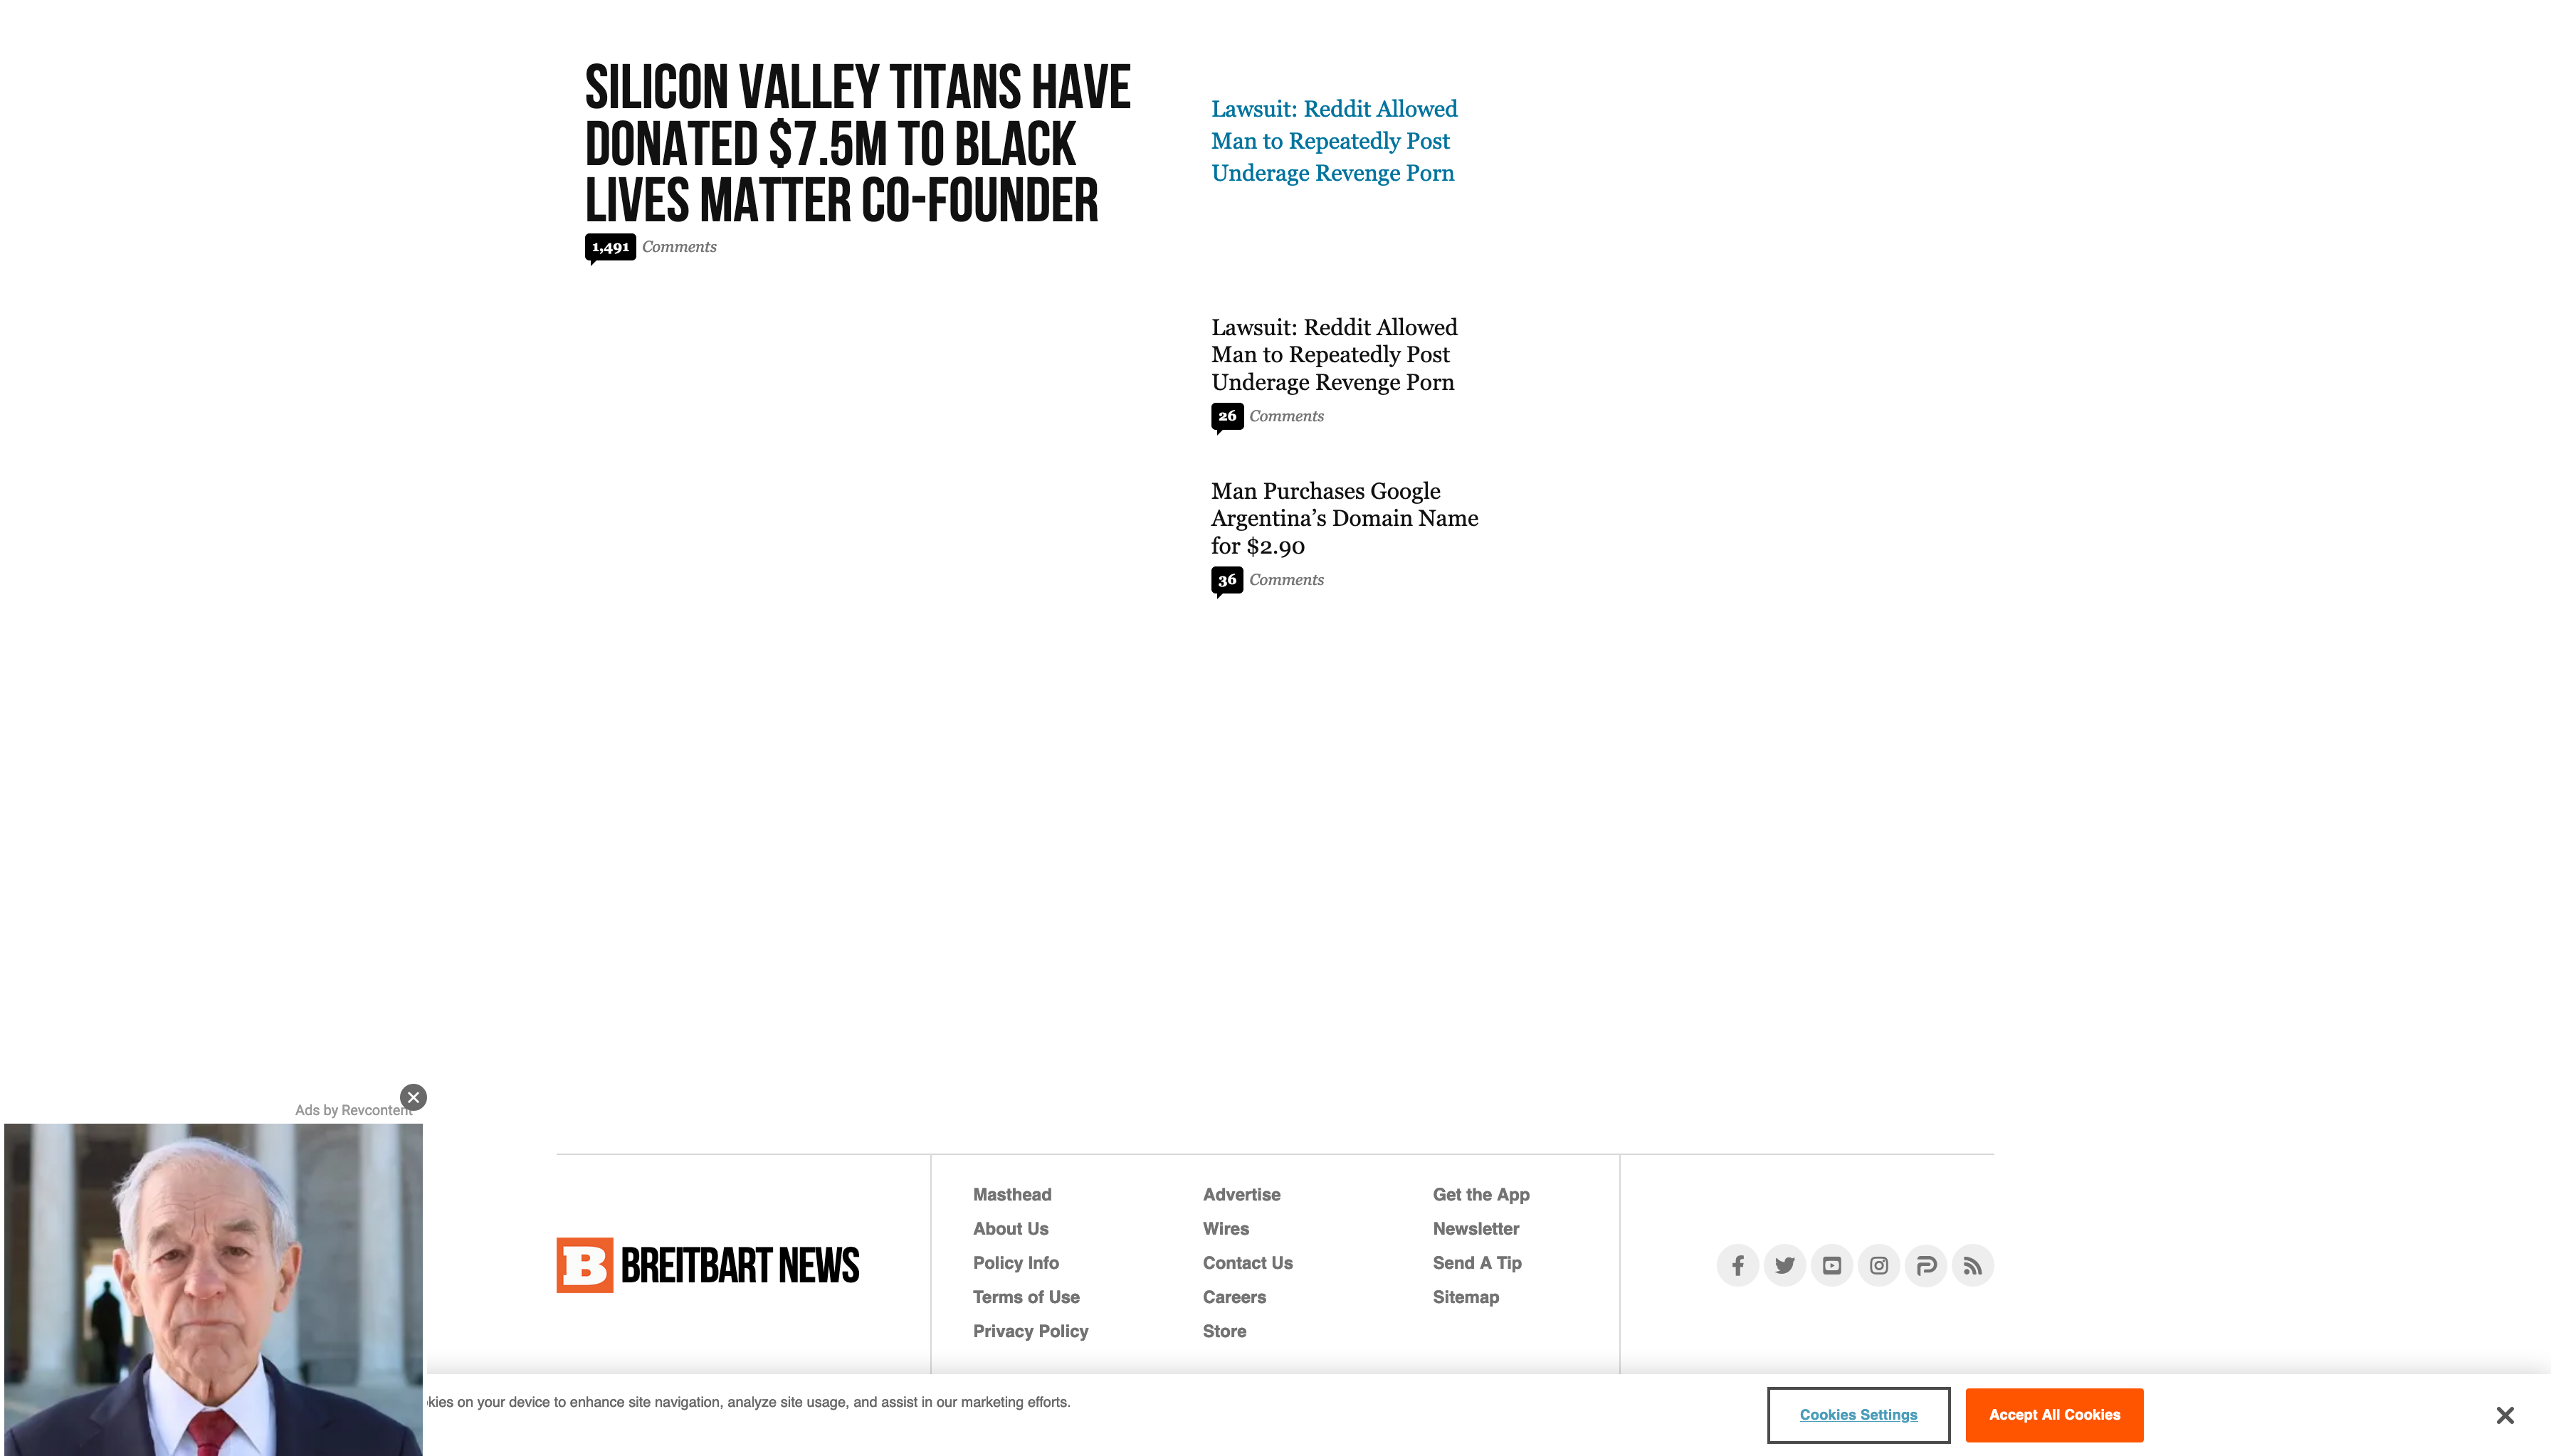 SILICON VALLEY TITANS HAVE
DONATED $7.5M TO BLACK
LIVES MATTER CO-FOUNDER
1,491 Comments
Lawsuit: Reddit Allowed
Man to Repeatedly Post
Underage Revenge Porn
Lawsuit: Reddit Allowed
Man to Repeatedly Post
Underage Revenge Porn
26 Comments
Man Purchases Google
Argentina’s Domain Name
for $2.90
36 Comments
Ads by Revcontent
B BREITBART NEWS
Masthead
About Us
Policy Info
Terms of Use
Privacy Policy
Advertise
Wires
Contact Us
Careers
Store
Get the App
Newsletter
Send A Tip
Sitemap
on your device to enhance site navigation, analyze site usage, and assist in our marketing efforts.
Cookies Settings
Accept All Cookies